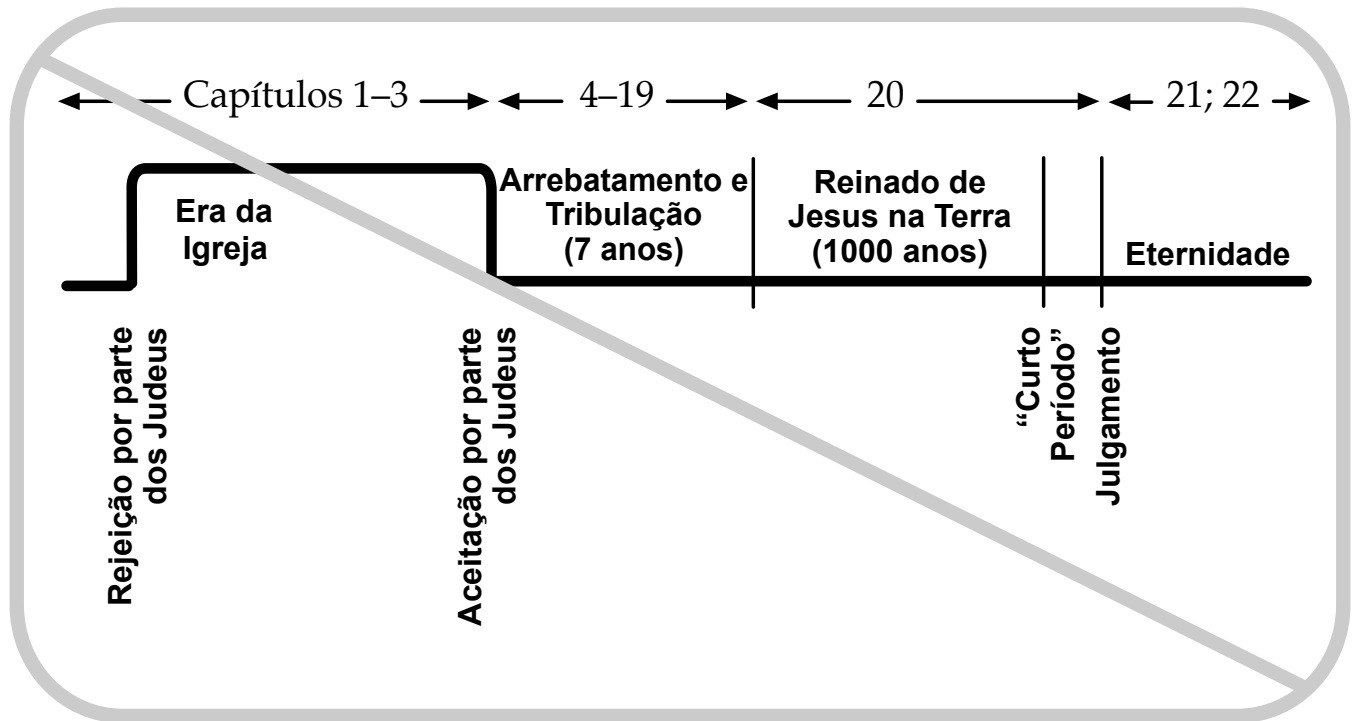 Capítulos 1–3
4–19
20
21; 22
Era da
Igreja
Arrebatamento e
Tribulação
(7 anos)
Reinado de
Jesus na Terra
(1000 anos)
Eternidade
Rejeição por parte
dos Judeus
Aceitação por parte
dos Judeus
“Curto
Período”
Julgamento